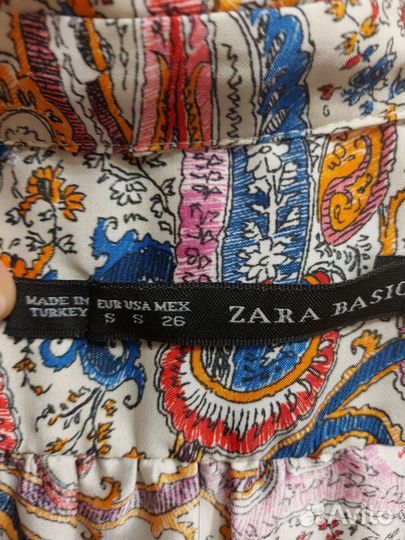 MADE IN
TURKEY
EUR USA MEX
S S 26
ZARA BASIC
Avito